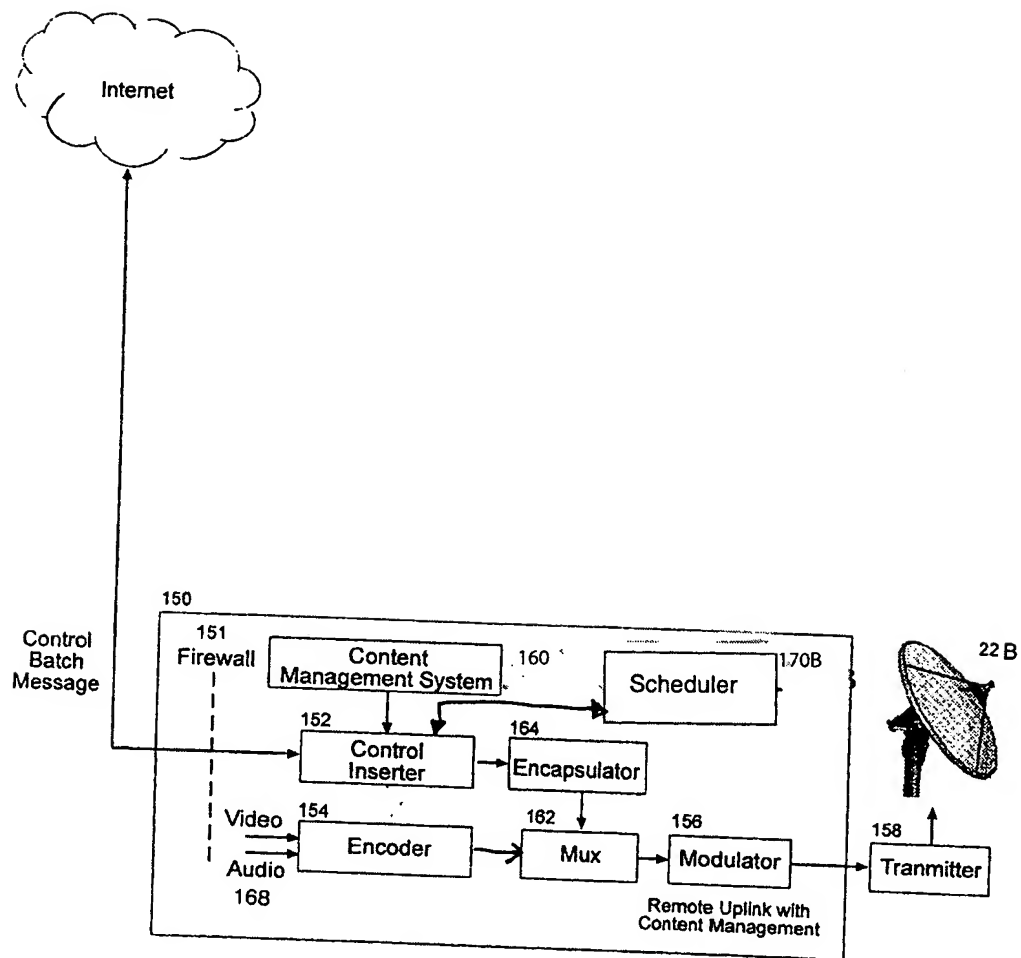 Internet
150
Control
Batch
Message
151
Firewall
Content
Management System
160
Scheduler
170B
22 B
152
Control
Inserter
164
Encapsulator
Video
Audio
168
154
Encoder
162
Mux
156
Modulator
158
Tranmitter
Remote Uplink with
Content Management